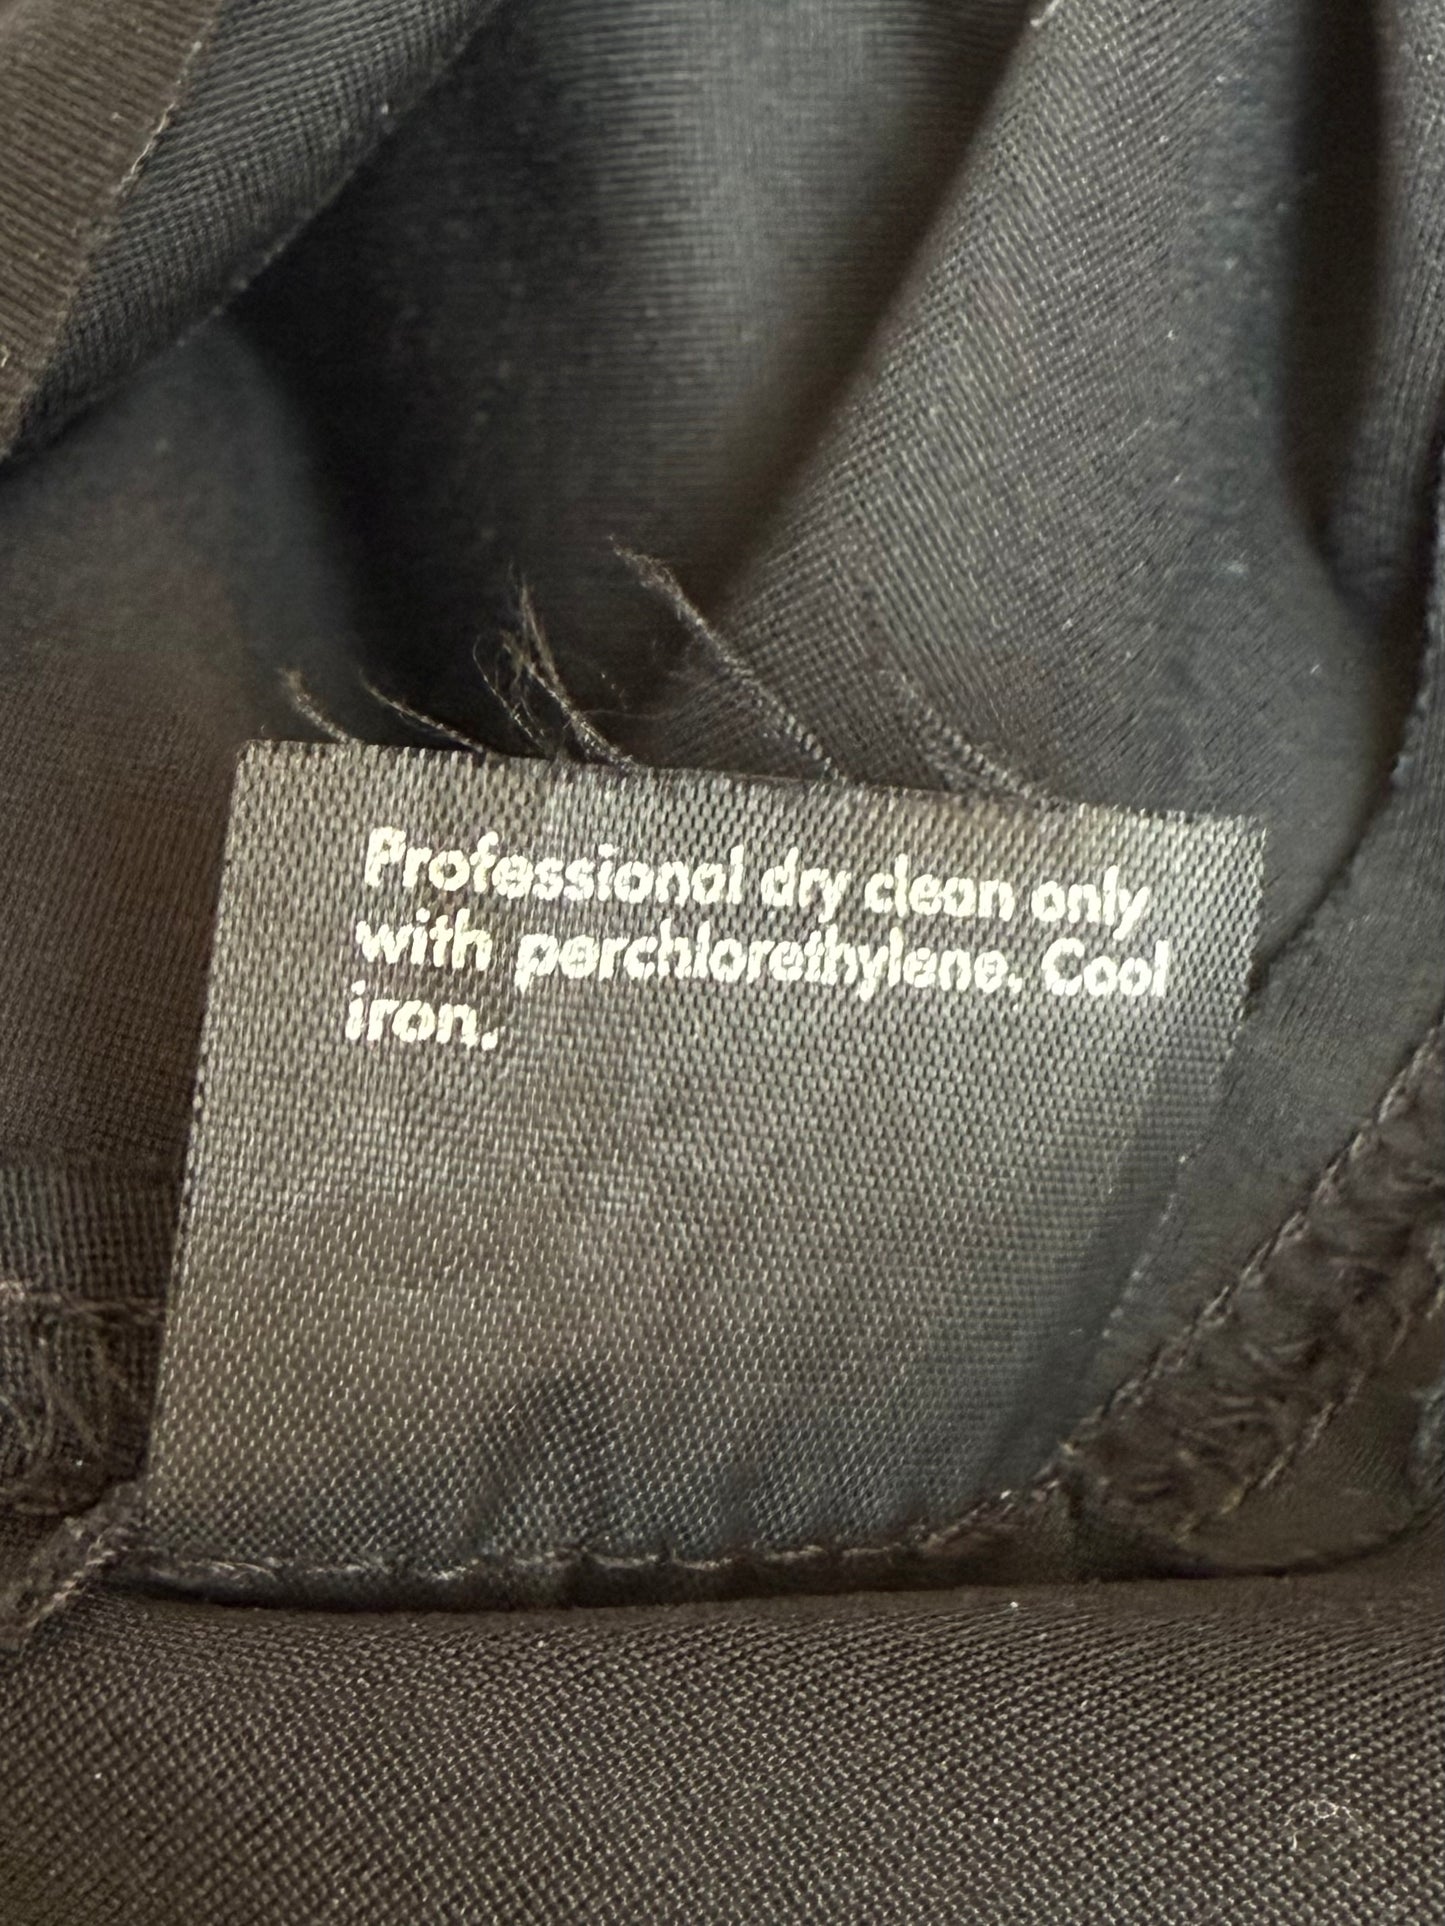 Professional dry clean only
with perchlorethylene. Cool
iron.